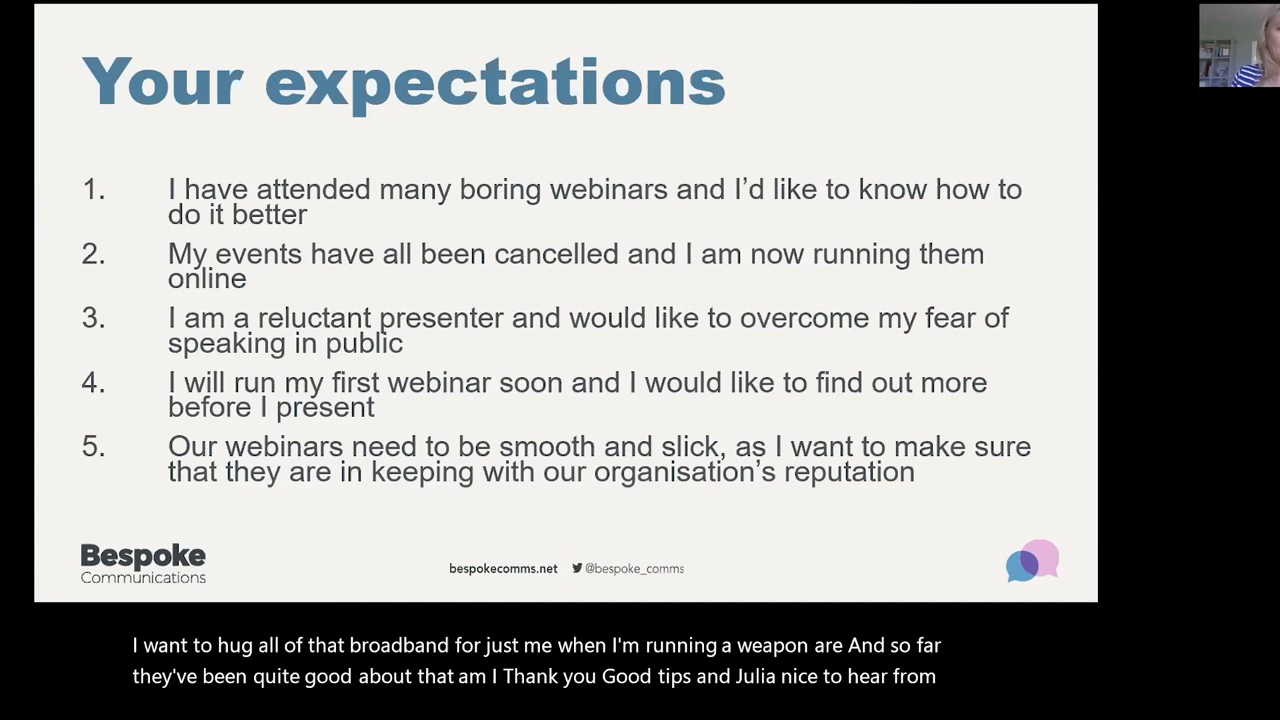 Your expectations
1. I have attended many boring webinars and I’d like to know how to
do it better
2. My events have all been cancelled and I am now running them
online
3. I am a reluctant presenter and would like to overcome my fear of
speaking in public
4. I will run my first webinar soon and I would like to find out more
before I present
5. Our webinars need to be smooth and slick, as I want to make sure
that they are in keeping with our organisation’s reputation
Bespoke
Communications
bespokecomms.net @bespoke_comms
I want to hug all of that broadband for just me when I'm running a weapon are And so far
they've been quite good about that am I Thank you Good tips and Julia nice to hear from